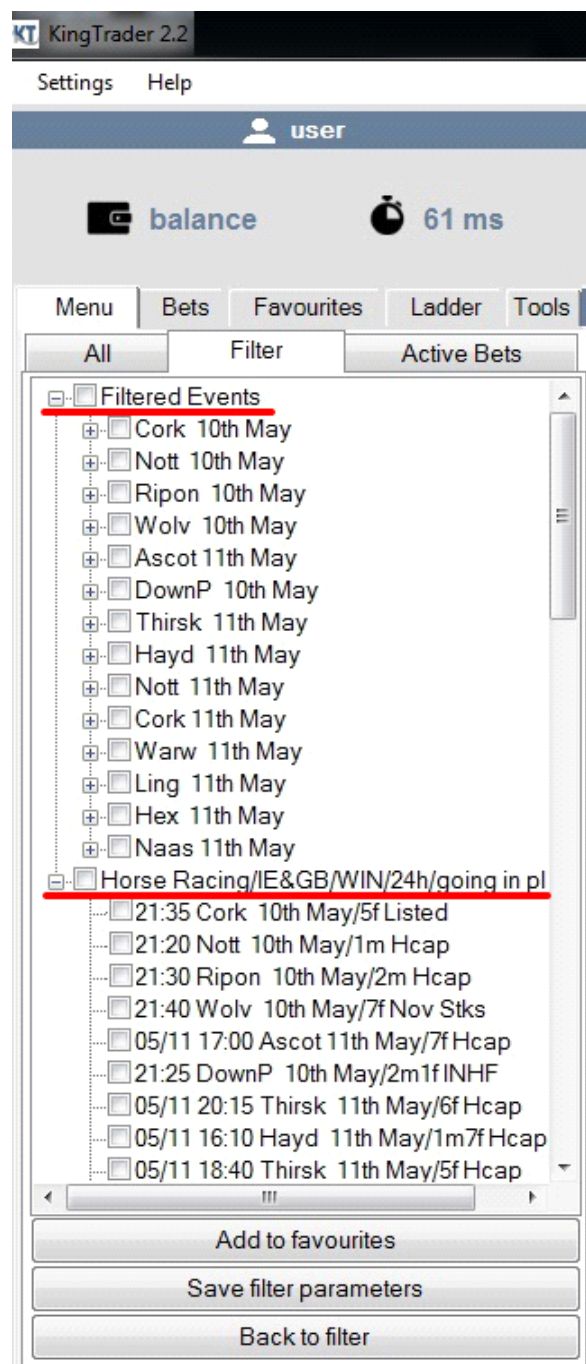 KT KingTrader 2.2
Settings Help
user
balance 61 ms
Menu Bets Favourites Ladder Tools
All Filter Active Bets
Filtered Events
Cork 10th May
Nott 10th May
Ripon 10th May
Wolv 10th May
Ascot 11th May
DownP 10th May
Thirsk 11th May
Hayd 11th May
Nott 11th May
Cork 11th May
Warw 11th May
Ling 11th May
Hex 11th May
Naas 11th May
Horse Racing/IE&GB/WIN/24h/going in pl
21:35 Cork 10th May/5f Listed
21:20 Nott 10th May/1m Hcap
21:30 Ripon 10th May/2m Hcap
21:40 Wolv 10th May/7f Nov Stks
05/11 17:00 Ascot 11th May/7f Hcap
21:25 DownP 10th May/2m1f INHF
05/11 20:15 Thirsk 11th May/6f Hcap
05/11 16:10 Hayd 11th May/1m7f Hcap
05/11 18:40 Thirsk 11th May/5f Hcap
Add to favourites
Save filter parameters
Back to filter